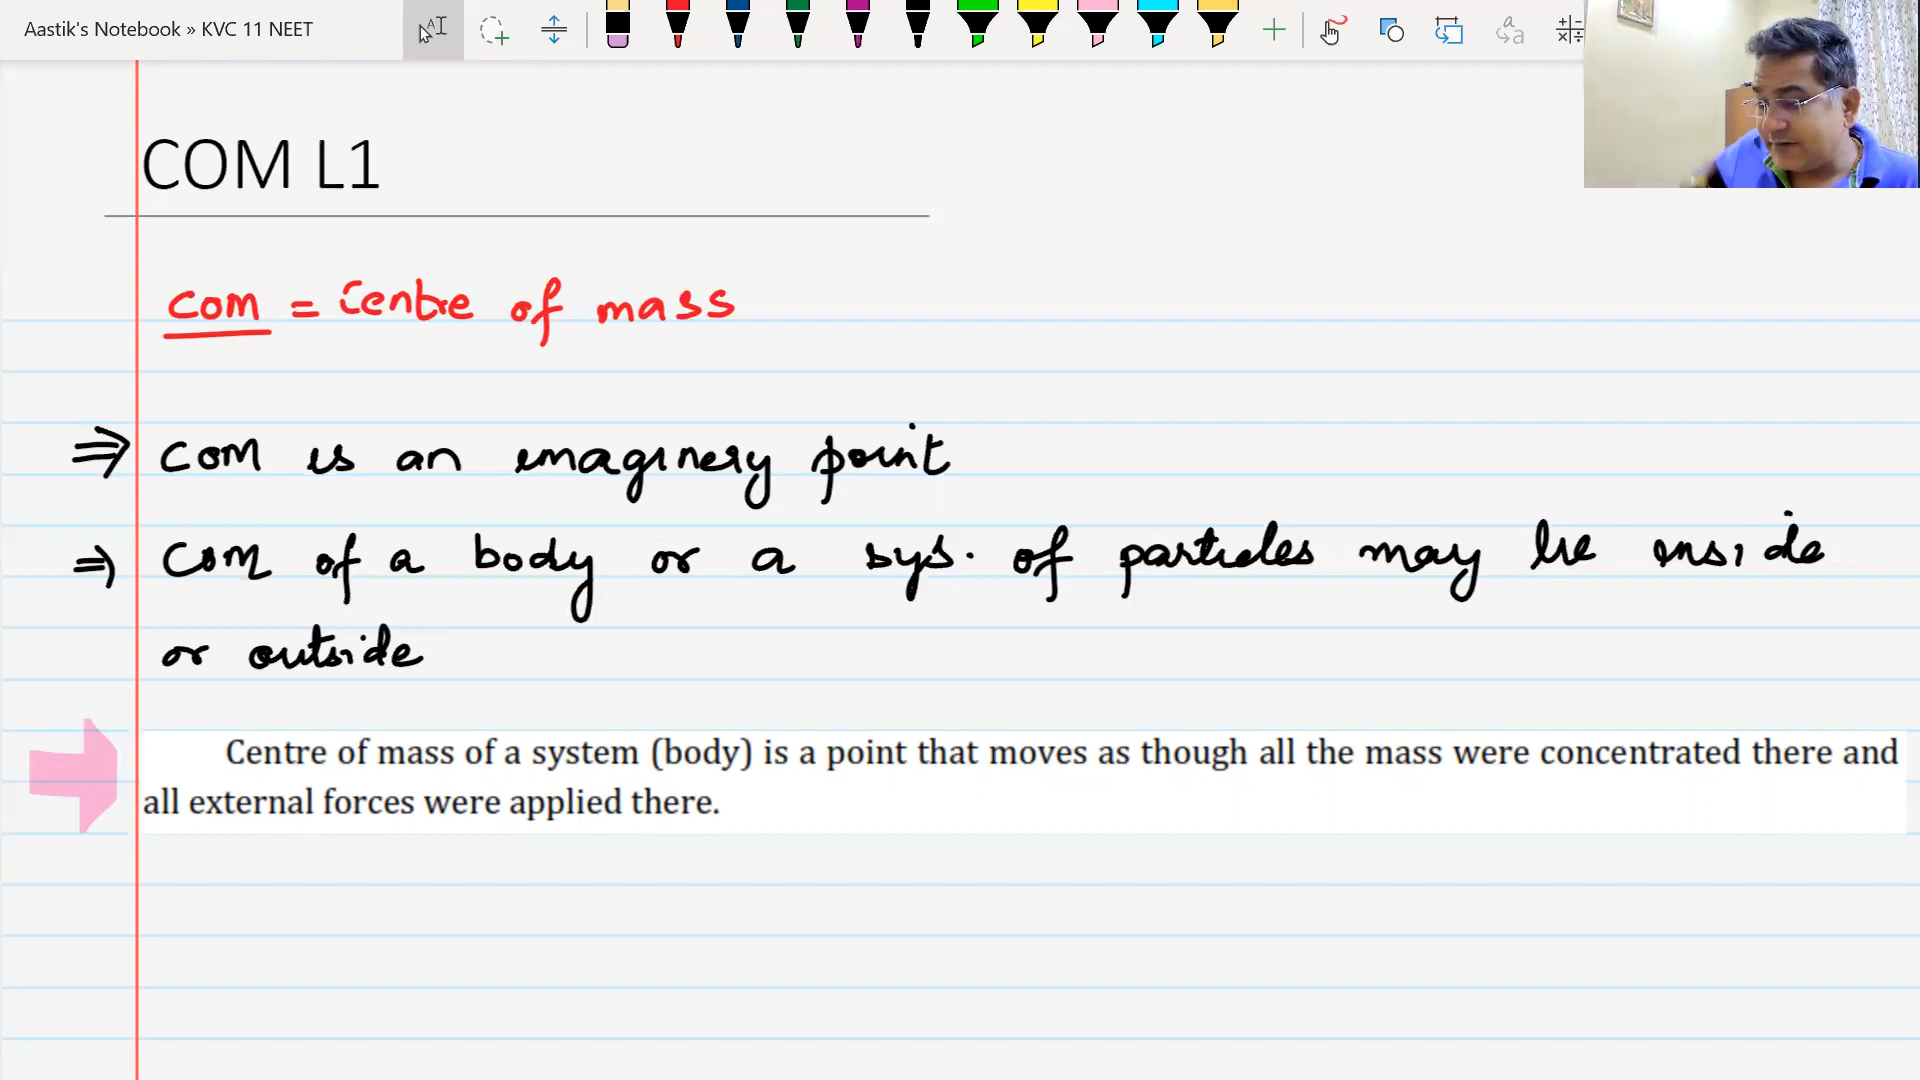 Aastik's Notebook » KVC 11 NEET
COM L1
COM = Centre of mass
⇒ COM is an imaginery point
⇒ COM of a body or a sys. of particles may be inside
or outside
Centre of mass of a system (body) is a point that moves as though all the mass were concentrated there and
all external forces were applied there.